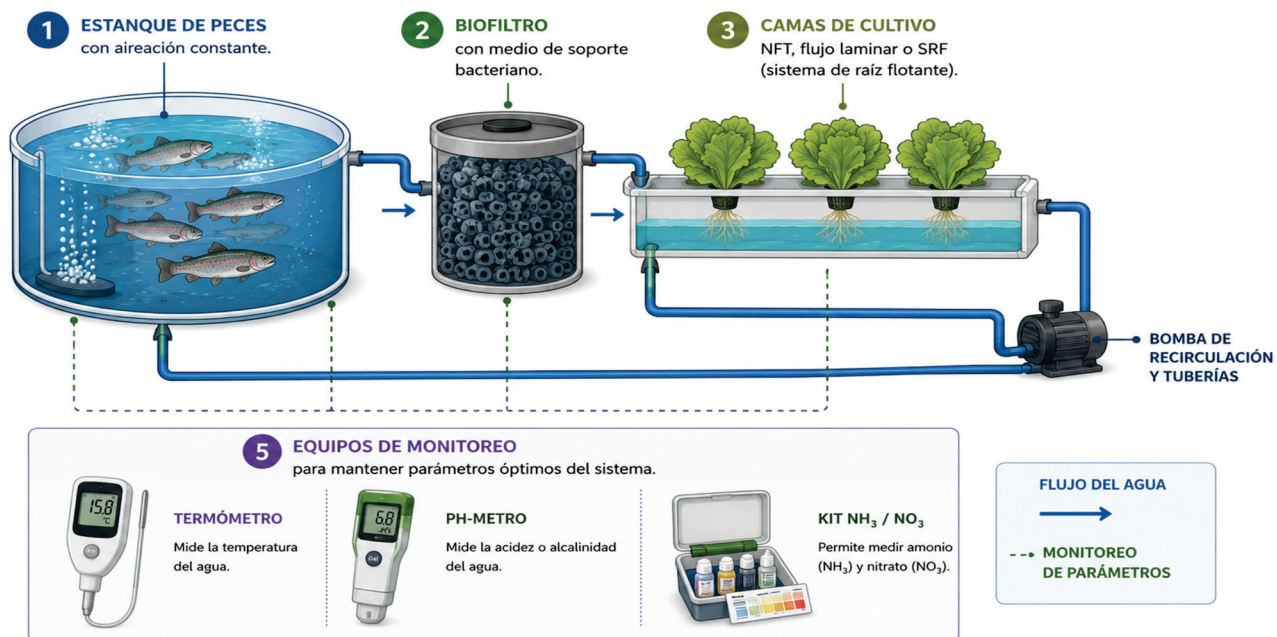 1
ESTANQUE DE PECES
con aireación constante.
2
BIOFILTRO
con medio de soporte
bacteriano.
3
CAMAS DE CULTIVO
NFT, flujo laminar o SRF
(sistema de raíz flotante).
BOMBA DE
RECIRCULACIÓN
Y TUBERÍAS
5
EQUIPOS DE MONITOREO
para mantener parámetros óptimos del sistema.
15.8
°C
TERMÓMETRO
Mide la temperatura
del agua.
6.8
PH-METRO
Mide la acidez o alcalinidad
del agua.
KIT NH₃ / NO₃
Permite medir amonio
(NH₃) y nitrato (NO₃).
FLUJO DEL AGUA
MONITOREO
DE PARÁMETROS